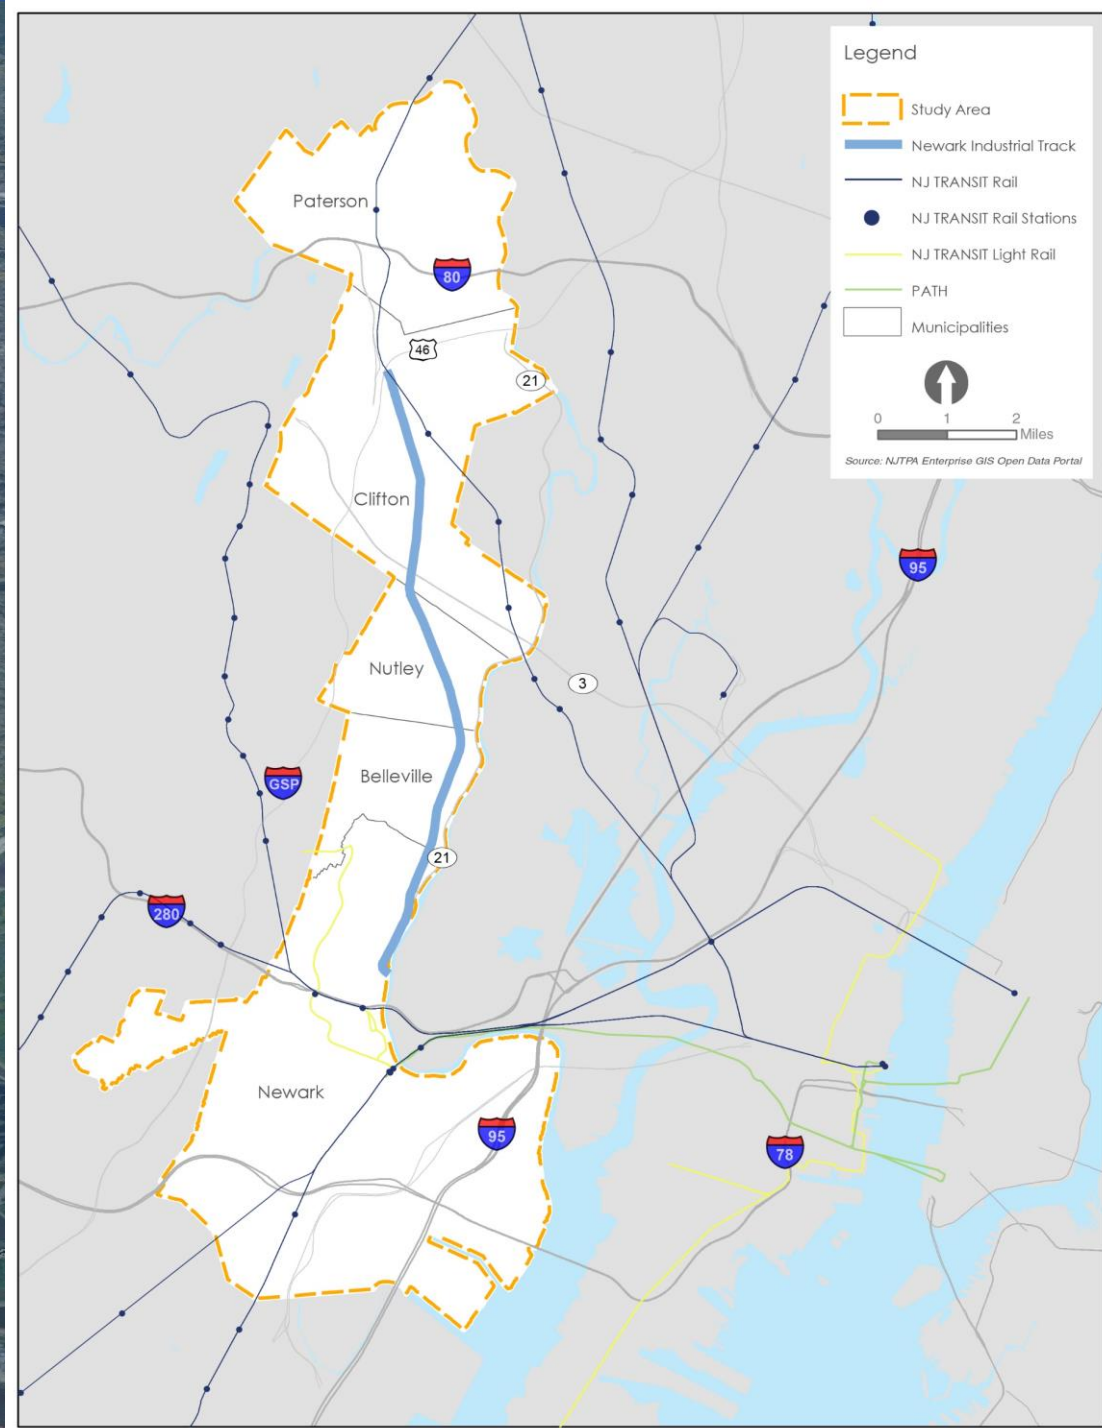 Legend
Study Area
Newark Industrial Track
NJ TRANSIT Rail
NJ TRANSIT Rail Stations
NJ TRANSIT Light Rail
PATH
Municipalities
0 1 2
Miles
Source: NJTPA Enterprise GIS Open Data Portal
Paterson
80
46
21
Clifton
95
Nutley
3
Belleville
GSP
21
280
Newark
95
78